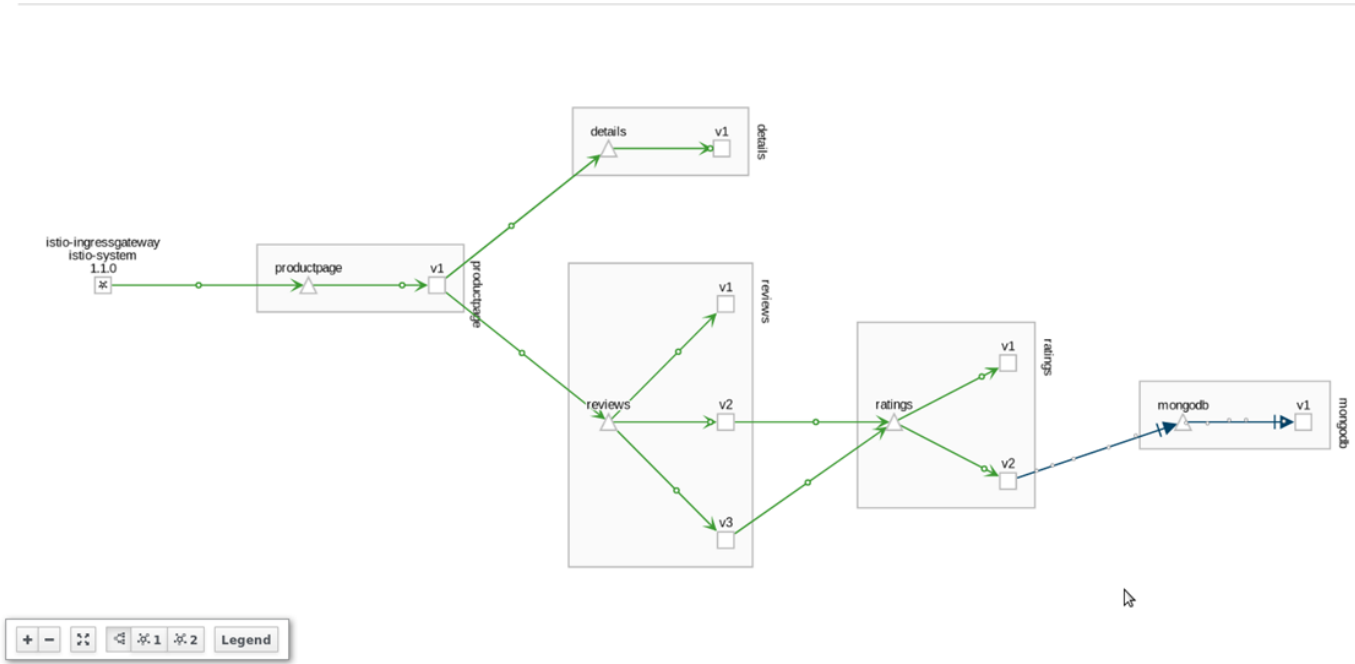 details
v1
details
istio-ingressgateway
istio-system
1.1.0
productpage
v1
productpage
v1
reviews
reviews
v2
v3
v1
ratings
ratings
v2
mongodb
v1
mongodb
+ − 1 2 Legend